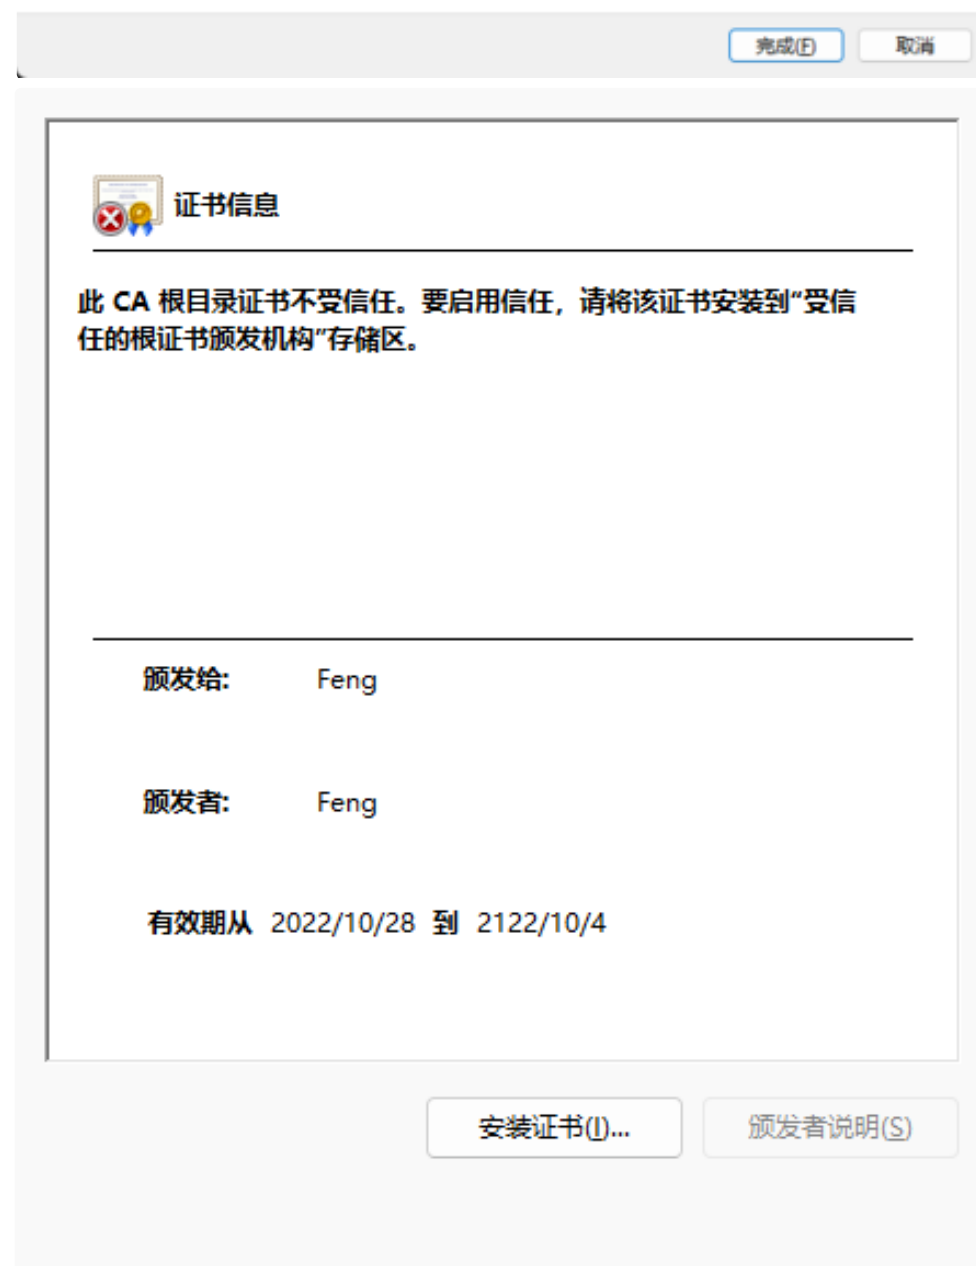 完成(F) 取消
证书信息
此 CA 根目录证书不受信任。要启用信任，请将该证书安装到“受信
任的根证书颁发机构”存储区。
颁发给: Feng
颁发者: Feng
有效期从 2022/10/28 到 2122/10/4
安装证书(I)... 颁发者说明(S)